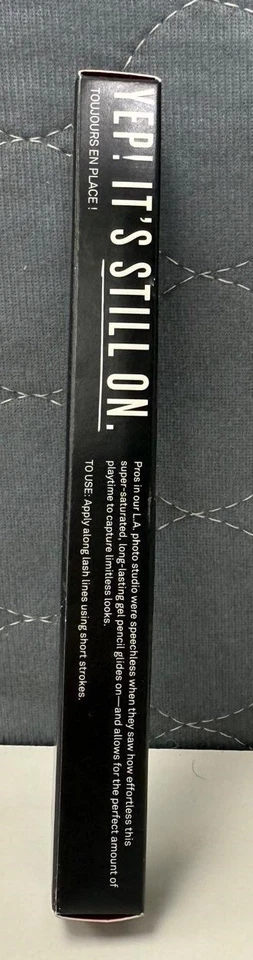 YEP! IT'S STILL ON.
TOUJOURS EN PLACE !
Pros in our L.A. photo studio were speechless when they saw how effortless this
super-saturated, long-lasting gel pencil glides on—and allows for the perfect amount of
playtime to capture limitless looks.
TO USE: Apply along lash lines using short strokes.